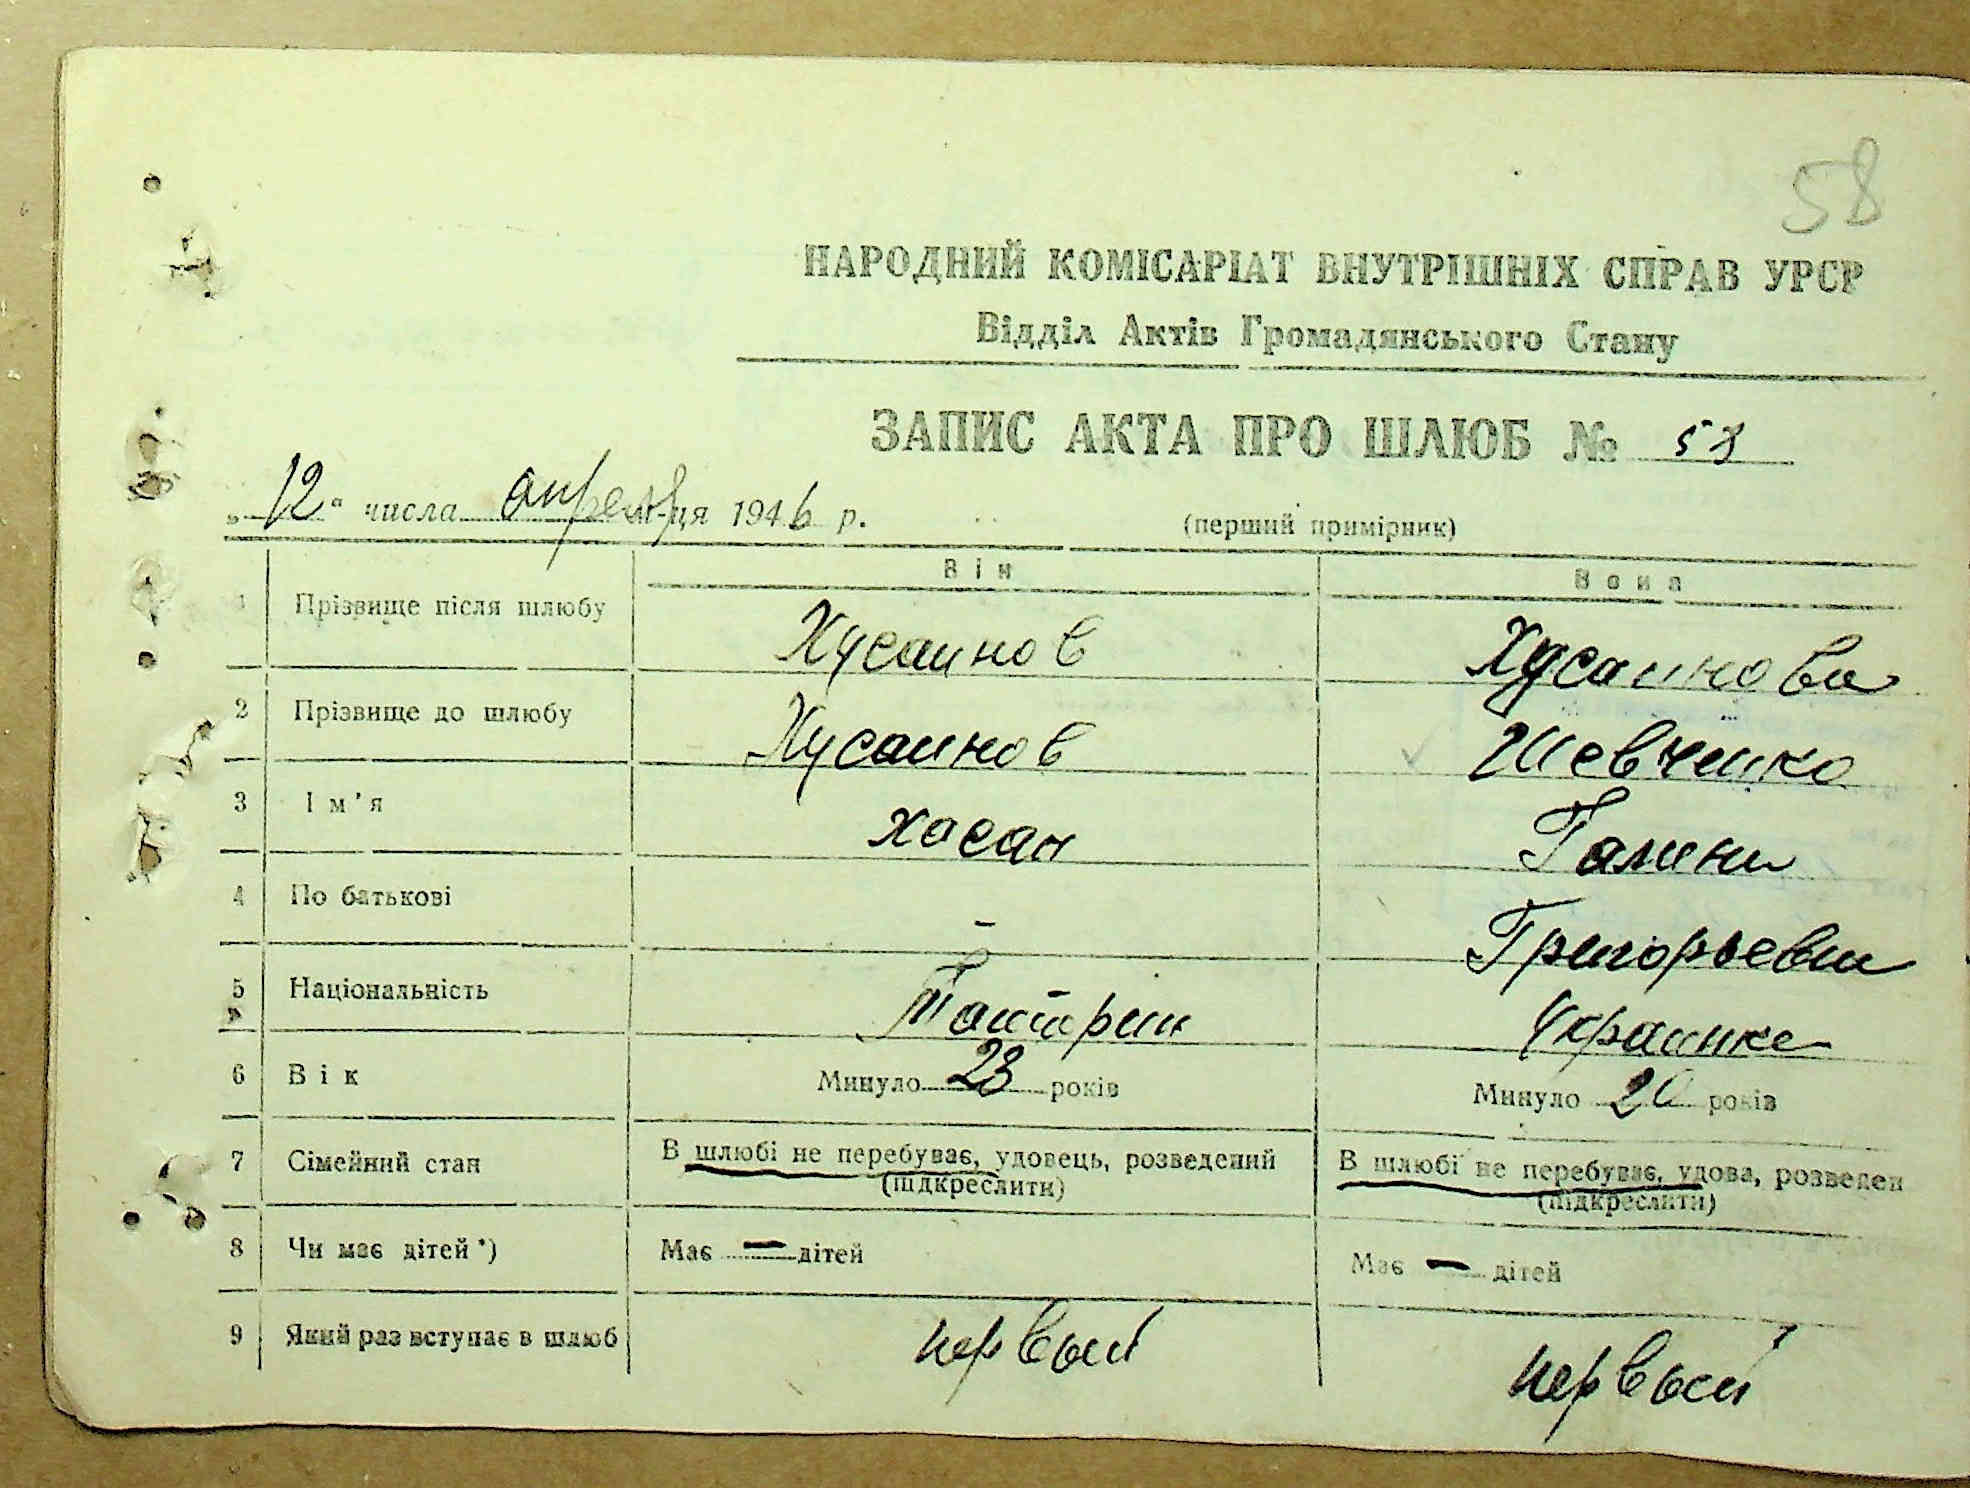 58
НАРОДНИЙ КОМІСАРІАТ ВНУТРІШНІХ СПРАВ УРСР
Відділ Актів Громадянського Стану
ЗАПИС АКТА ПРО ШЛЮБ № 58
„12" числа апреля м-ця 1946 р.
(перший примірник)
Він Вона
1 Прізвище після шлюбу Хусаинов Хусаинова
2 Прізвище до шлюбу Хусаинов Шевченко
3 Ім'я хасан Галина
4 По батькові – Григорьевна
5 Національність Татарин Украинка
6 Вік Минуло 23 років Минуло 20 років
7 Сімейний стан В шлюбі не перебуває, удовець, розведений (підкреслити) В шлюбі не перебуває, удова, розведен (підкреслити)
8 Чи має дітей*) Має – дітей Має – дітей
9 Який раз вступає в шлюб первый первый